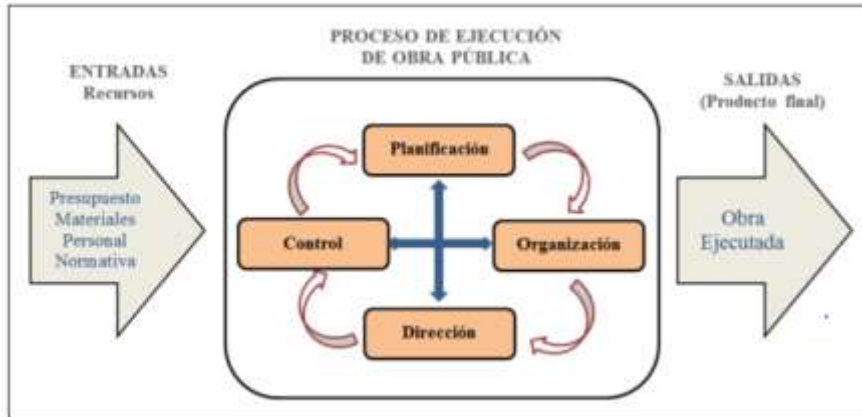 PROCESO DE EJECUCIÓN
DE OBRA PÚBLICA
ENTRADAS
Recursos
SALIDAS
(Producto final)
Planificación
Presupuesto
Materiales
Personal
Normativa
Control
Organización
Obra
Ejecutada
Dirección